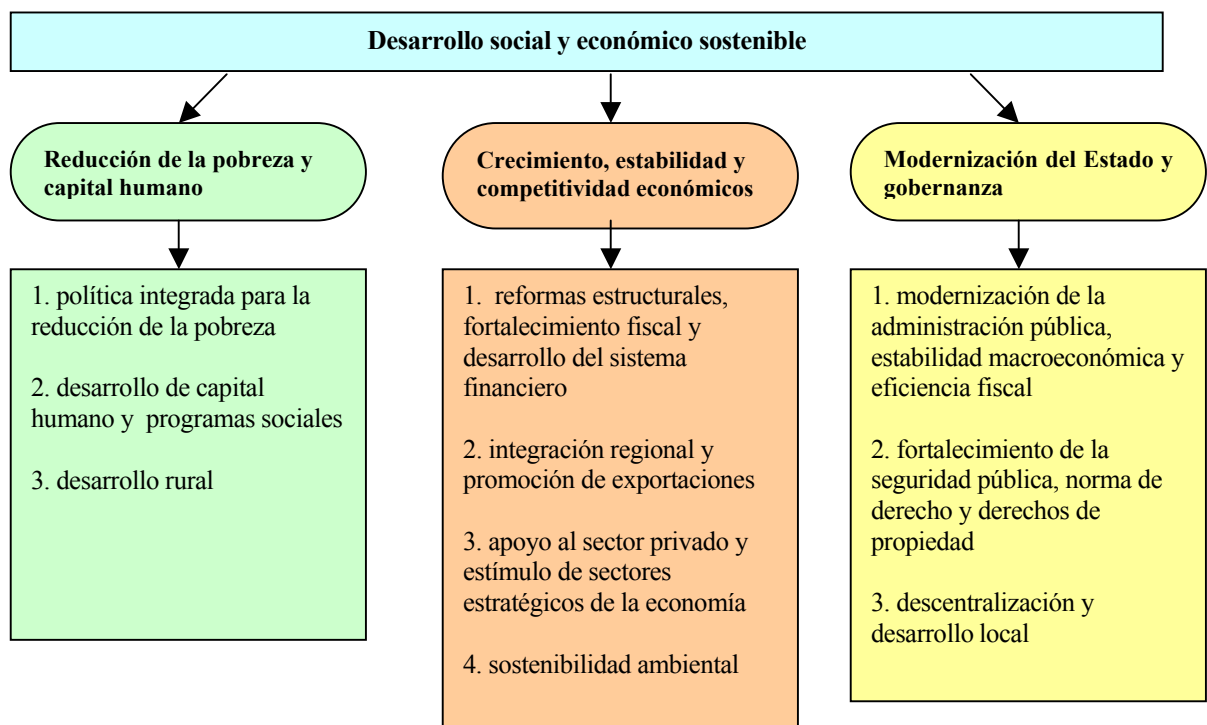 Desarrollo social y económico sostenible
Reducción de la pobreza y
capital humano
Crecimiento, estabilidad y
competitividad económicos
Modernización del Estado y
gobernanza
1. política integrada para la
reducción de la pobreza
2. desarrollo de capital
humano y programas sociales
3. desarrollo rural
1. reformas estructurales,
fortalecimiento fiscal y
desarrollo del sistema
financiero
2. integración regional y
promoción de exportaciones
3. apoyo al sector privado y
estímulo de sectores
estratégicos de la economía
4. sostenibilidad ambiental
1. modernización de la
administración pública,
estabilidad macroeconómica y
eficiencia fiscal
2. fortalecimiento de la
seguridad pública, norma de
derecho y derechos de
propiedad
3. descentralización y
desarrollo local